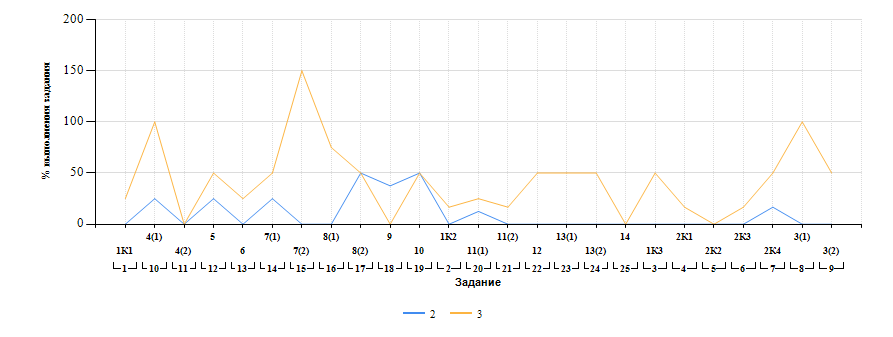 200
150
100
50
0
% выполнения задания
4(1) 5 7(1) 8(1) 9 1К2 11(2) 13(1) 14 2К1 2К3 3(1)
1К1 4(2) 6 7(2) 8(2) 10 11(1) 12 13(2) 1К3 2К2 2К4 3(2)
1 10 11 12 13 14 15 16 17 18 19 2 20 21 22 23 24 25 3 4 5 6 7 8 9
Задание
2 3